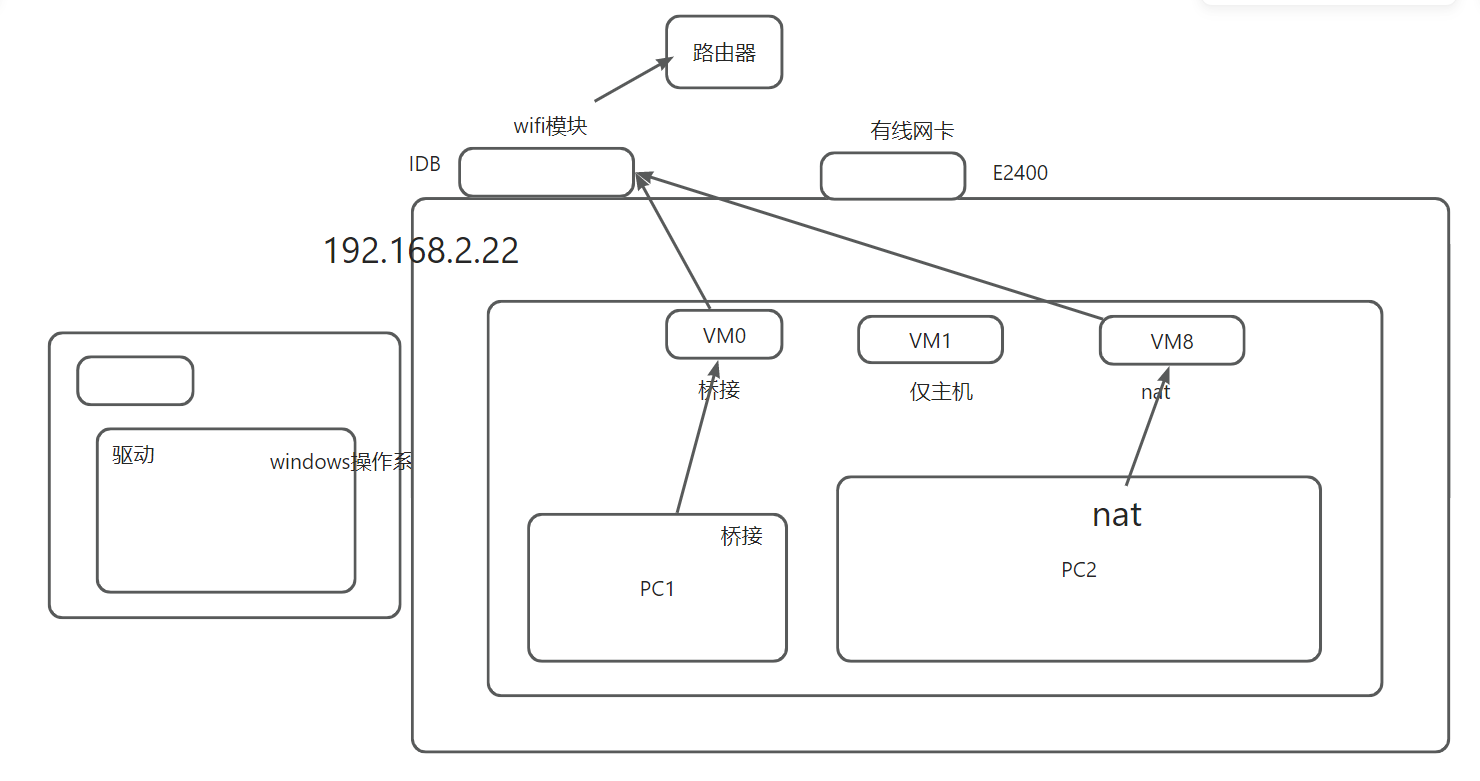 路由器
wifi模块
有线网卡
IDB
E2400
192.168.2.22
VM0
VM1
VM8
桥接
仅主机
nat
驱动
windows操作系
nat
桥接
PC1
PC2